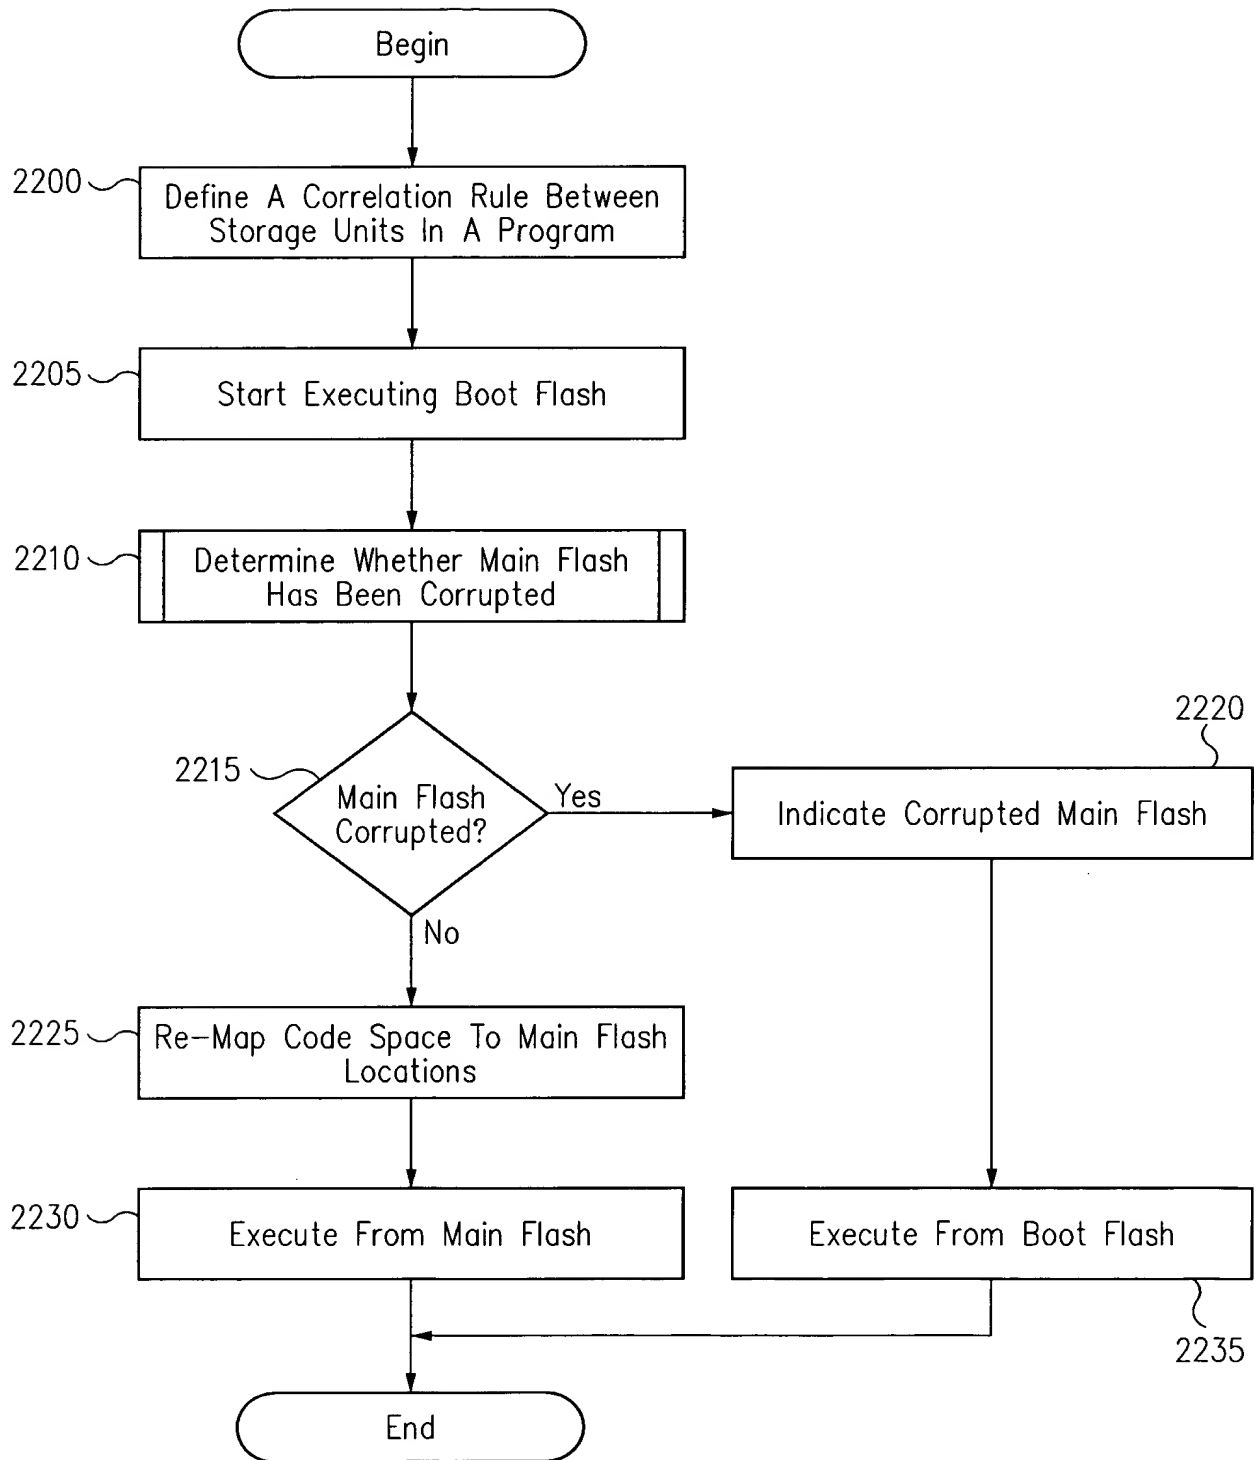 Begin
2200
Define A Correlation Rule Between
Storage Units In A Program
2205
Start Executing Boot Flash
2210
Determine Whether Main Flash
Has Been Corrupted
2215
Main Flash
Corrupted?
Yes
2220
Indicate Corrupted Main Flash
No
2225
Re-Map Code Space To Main Flash
Locations
2230
Execute From Main Flash
Execute From Boot Flash
2235
End